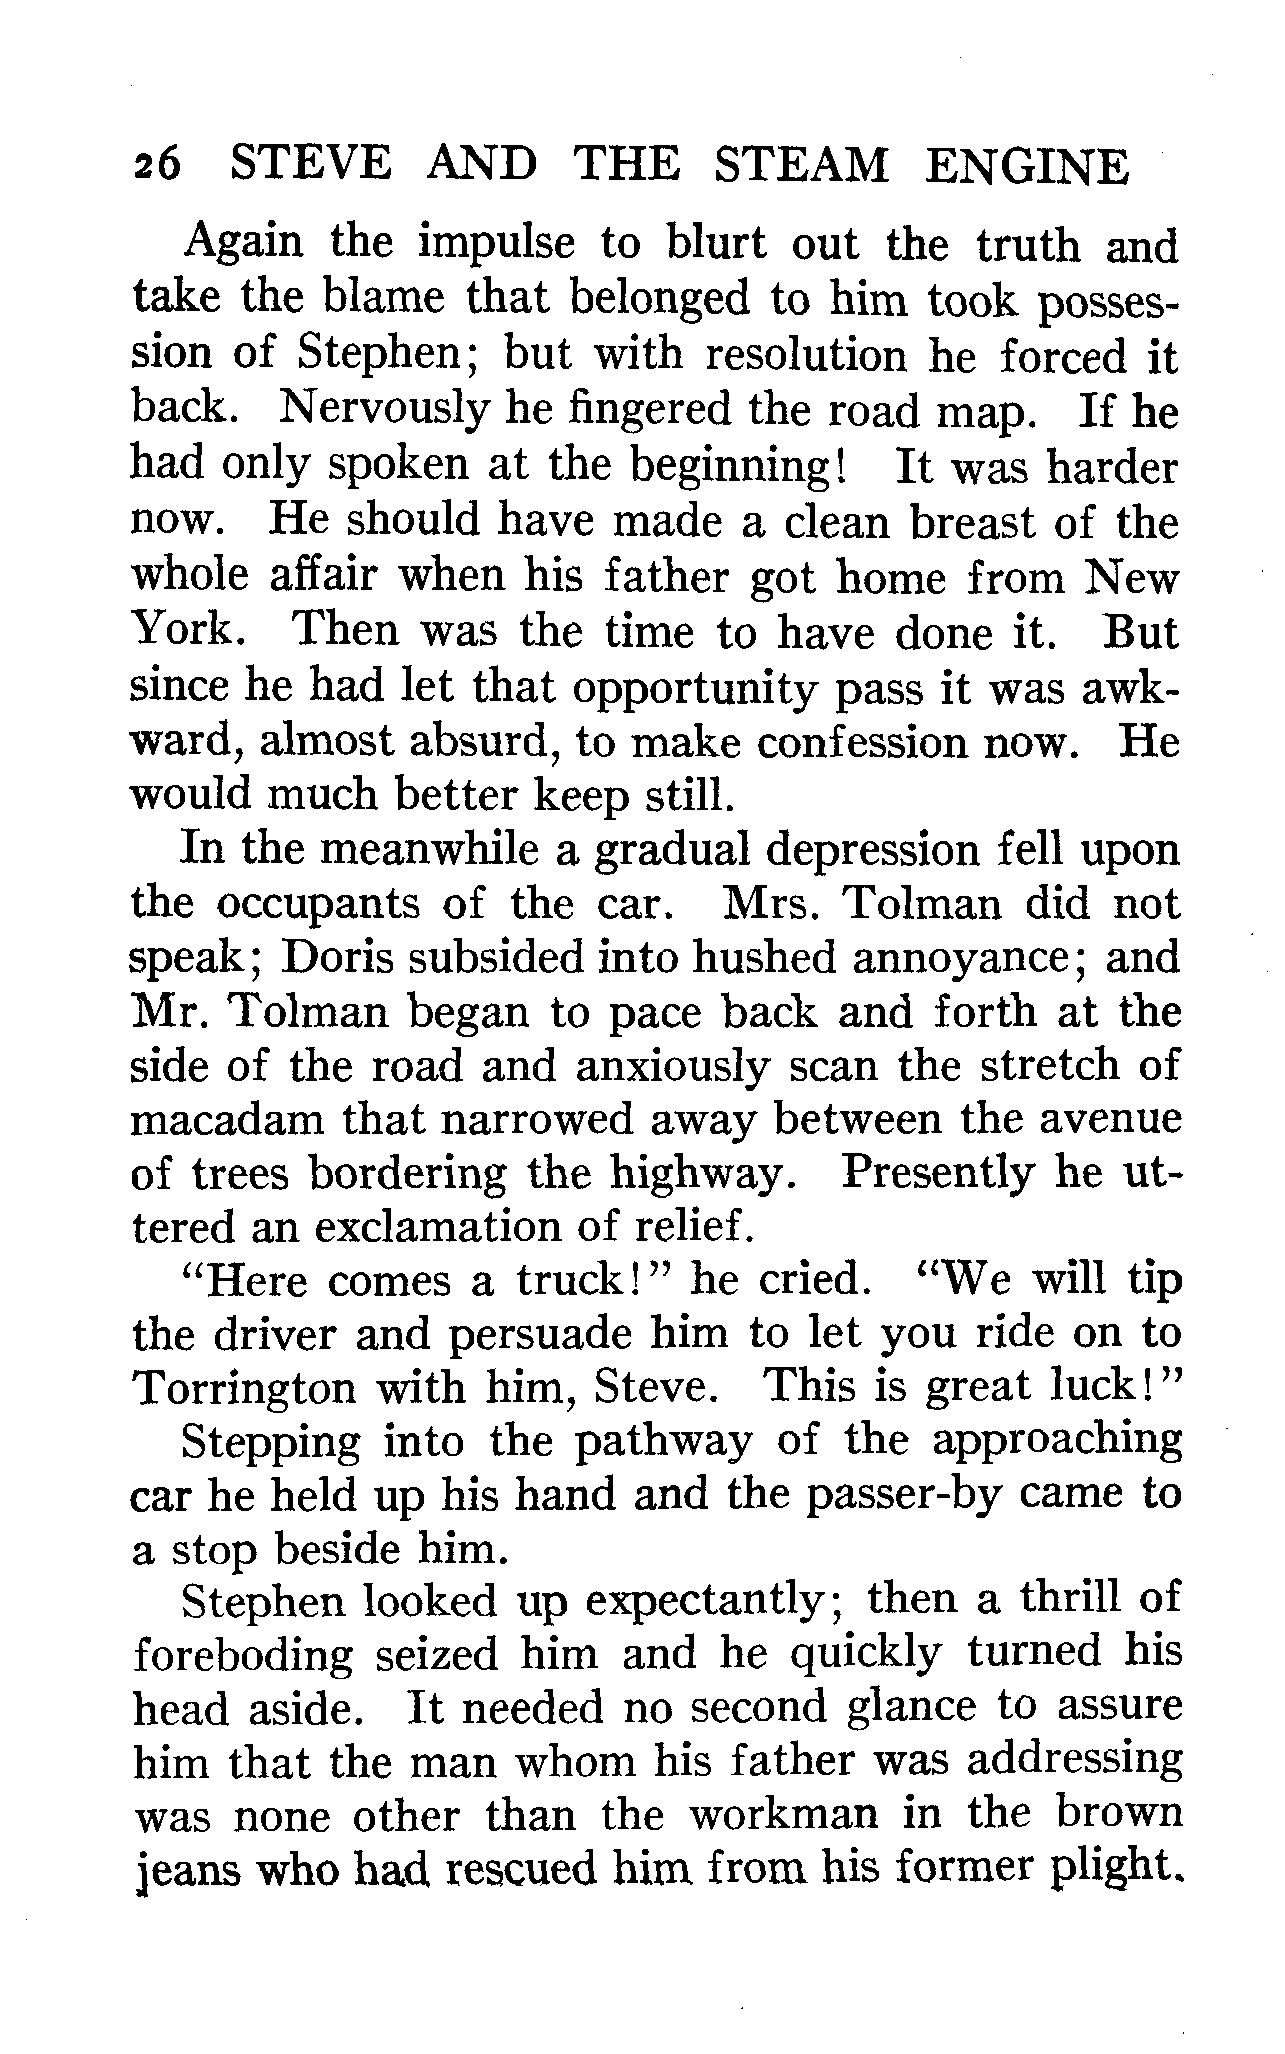 26 STEVE AND THE STEAM ENGINE
Again the impulse to blurt out the truth and
take the blame that belonged to him took posses-
sion of Stephen; but with resolution he forced it
back. Nervously he fingered the road map. If he
had only spoken at the beginning! It was harder
now. He should have made a clean breast of the
whole affair when his father got home from New
York. Then was the time to have done it. But
since he had let that opportunity pass it was awk-
ward, almost absurd, to make confession now. He
would much better keep still.
In the meanwhile a gradual depression fell upon
the occupants of the car. Mrs. Tolman did not
speak; Doris subsided into hushed annoyance; and
Mr. Tolman began to pace back and forth at the
side of the road and anxiously scan the stretch of
macadam that narrowed away between the avenue
of trees bordering the highway. Presently he ut-
tered an exclamation of relief.
"Here comes a truck!" he cried. "We will tip
the driver and persuade him to let you ride on to
Torrington with him, Steve. This is great luck!"
Stepping into the pathway of the approaching
car he held up his hand and the passer-by came to
a stop beside him.
Stephen looked up expectantly; then a thrill of
foreboding seized him and he quickly turned his
head aside. It needed no second glance to assure
him that the man whom his father was addressing
was none other than the workman in the brown
jeans who had rescued him from his former plight.